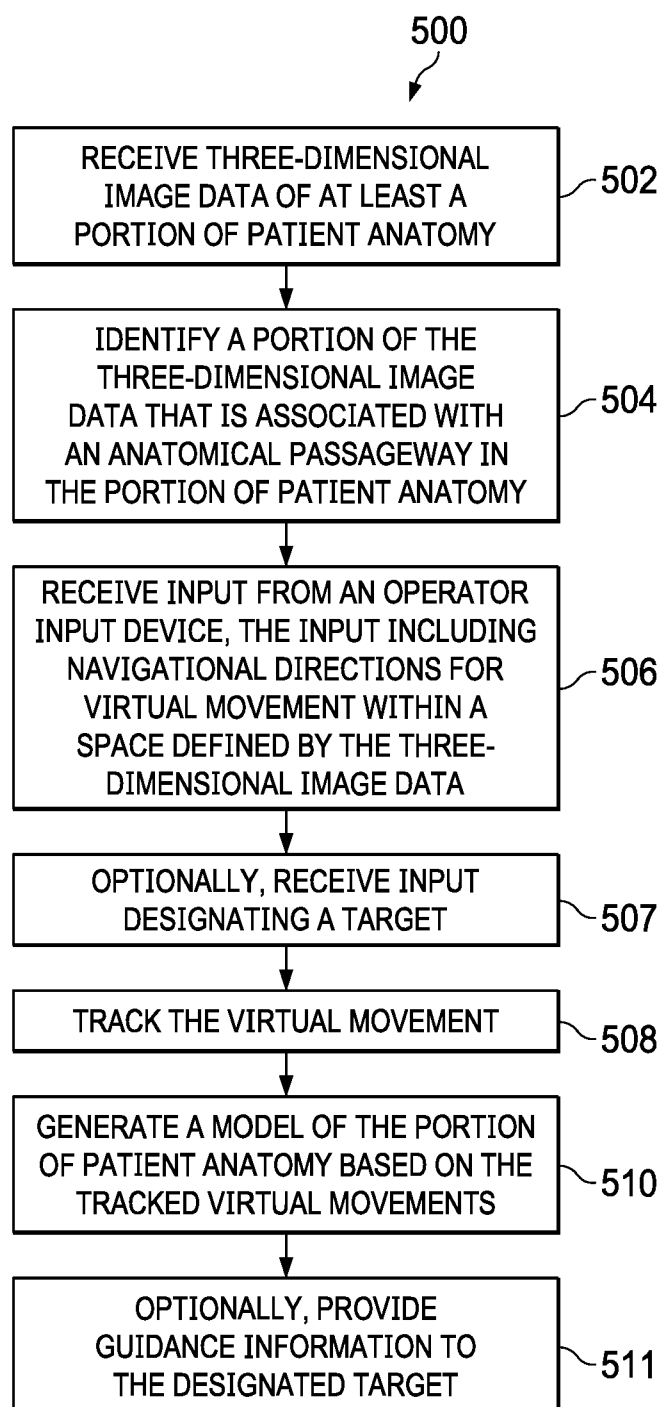 500
RECEIVE THREE-DIMENSIONAL
IMAGE DATA OF AT LEAST A
PORTION OF PATIENT ANATOMY
502
IDENTIFY A PORTION OF THE
THREE-DIMENSIONAL IMAGE
DATA THAT IS ASSOCIATED WITH
AN ANATOMICAL PASSAGEWAY IN
THE PORTION OF PATIENT ANATOMY
504
RECEIVE INPUT FROM AN OPERATOR
INPUT DEVICE, THE INPUT INCLUDING
NAVIGATIONAL DIRECTIONS FOR
VIRTUAL MOVEMENT WITHIN A
SPACE DEFINED BY THE THREE-
DIMENSIONAL IMAGE DATA
506
OPTIONALLY, RECEIVE INPUT
DESIGNATING A TARGET
507
TRACK THE VIRTUAL MOVEMENT
508
GENERATE A MODEL OF THE PORTION
OF PATIENT ANATOMY BASED ON THE
TRACKED VIRTUAL MOVEMENTS
510
OPTIONALLY, PROVIDE
GUIDANCE INFORMATION TO
THE DESIGNATED TARGET
511